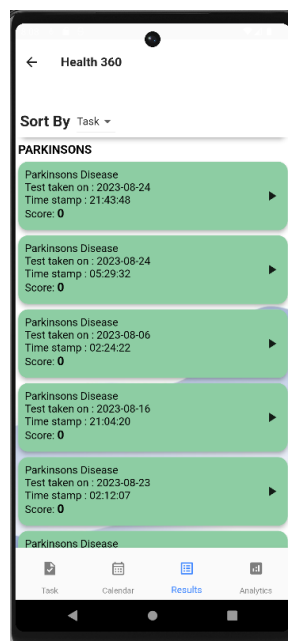 Health 360
Sort By Task
PARKINSONS
Parkinsons Disease
Test taken on : 2023-08-24
Time stamp : 21:43:48
Score: 0
Parkinsons Disease
Test taken on : 2023-08-24
Time stamp : 05:29:32
Score: 0
Parkinsons Disease
Test taken on : 2023-08-06
Time stamp : 02:24:22
Score: 0
Parkinsons Disease
Test taken on : 2023-08-16
Time stamp : 21:04:20
Score: 0
Parkinsons Disease
Test taken on : 2023-08-23
Time stamp : 02:12:07
Score: 0
Parkinsons Disease
Task Calendar Results Analytics